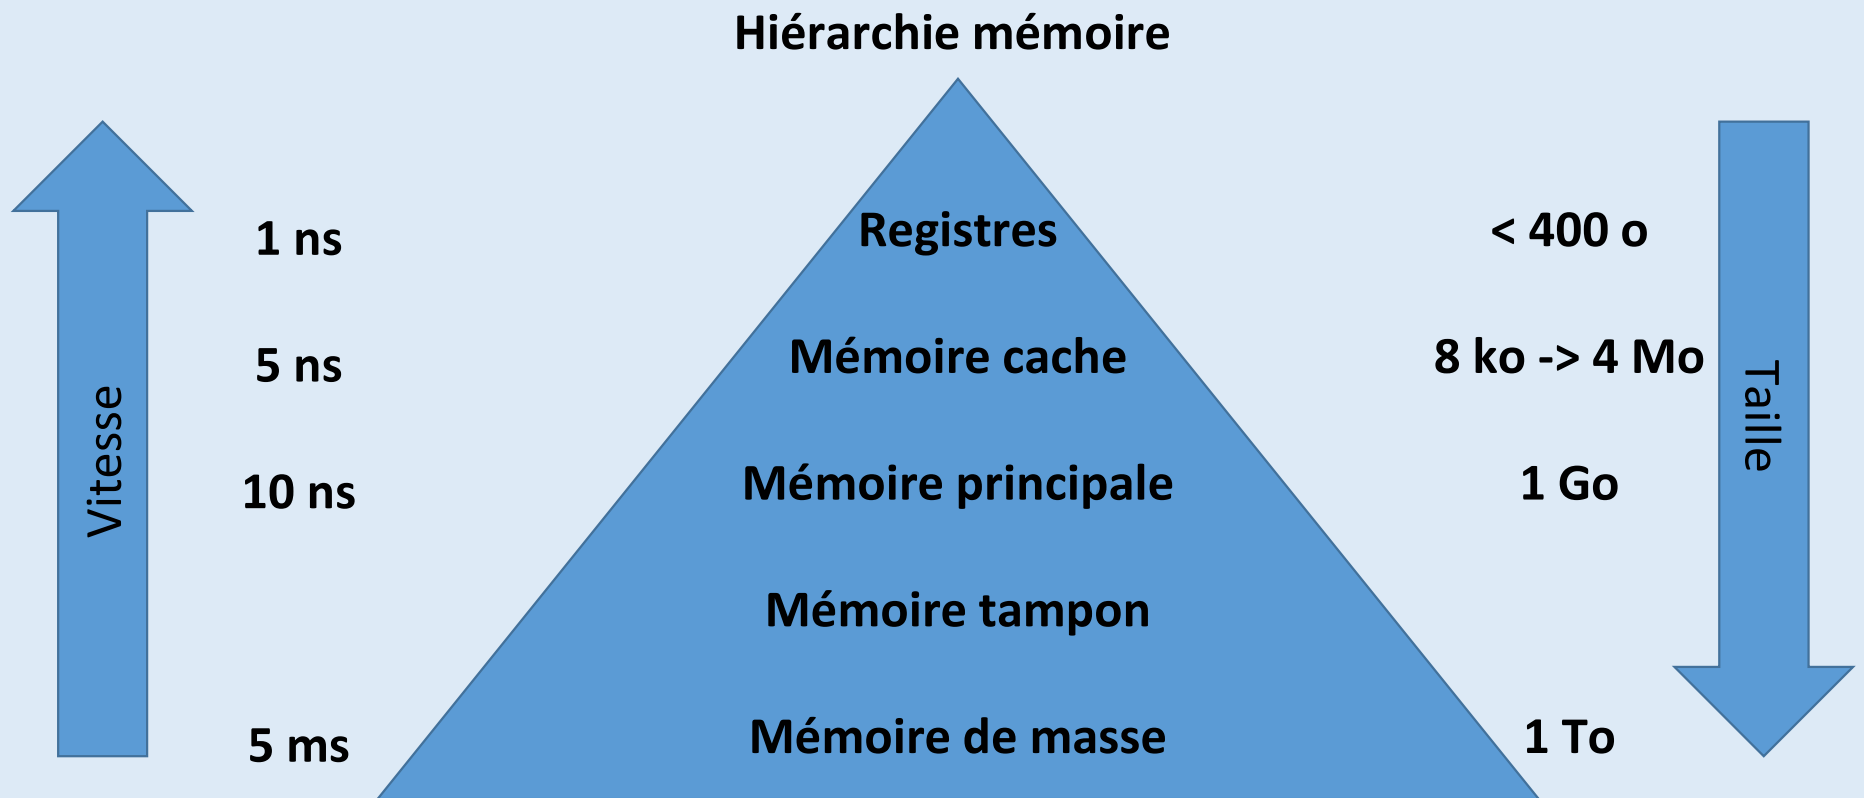 Hiérarchie mémoire
Vitesse
1 ns
Registres
< 400 o
5 ns
Mémoire cache
8 ko -> 4 Mo
Taille
10 ns
Mémoire principale
1 Go
Mémoire tampon
5 ms
Mémoire de masse
1 To